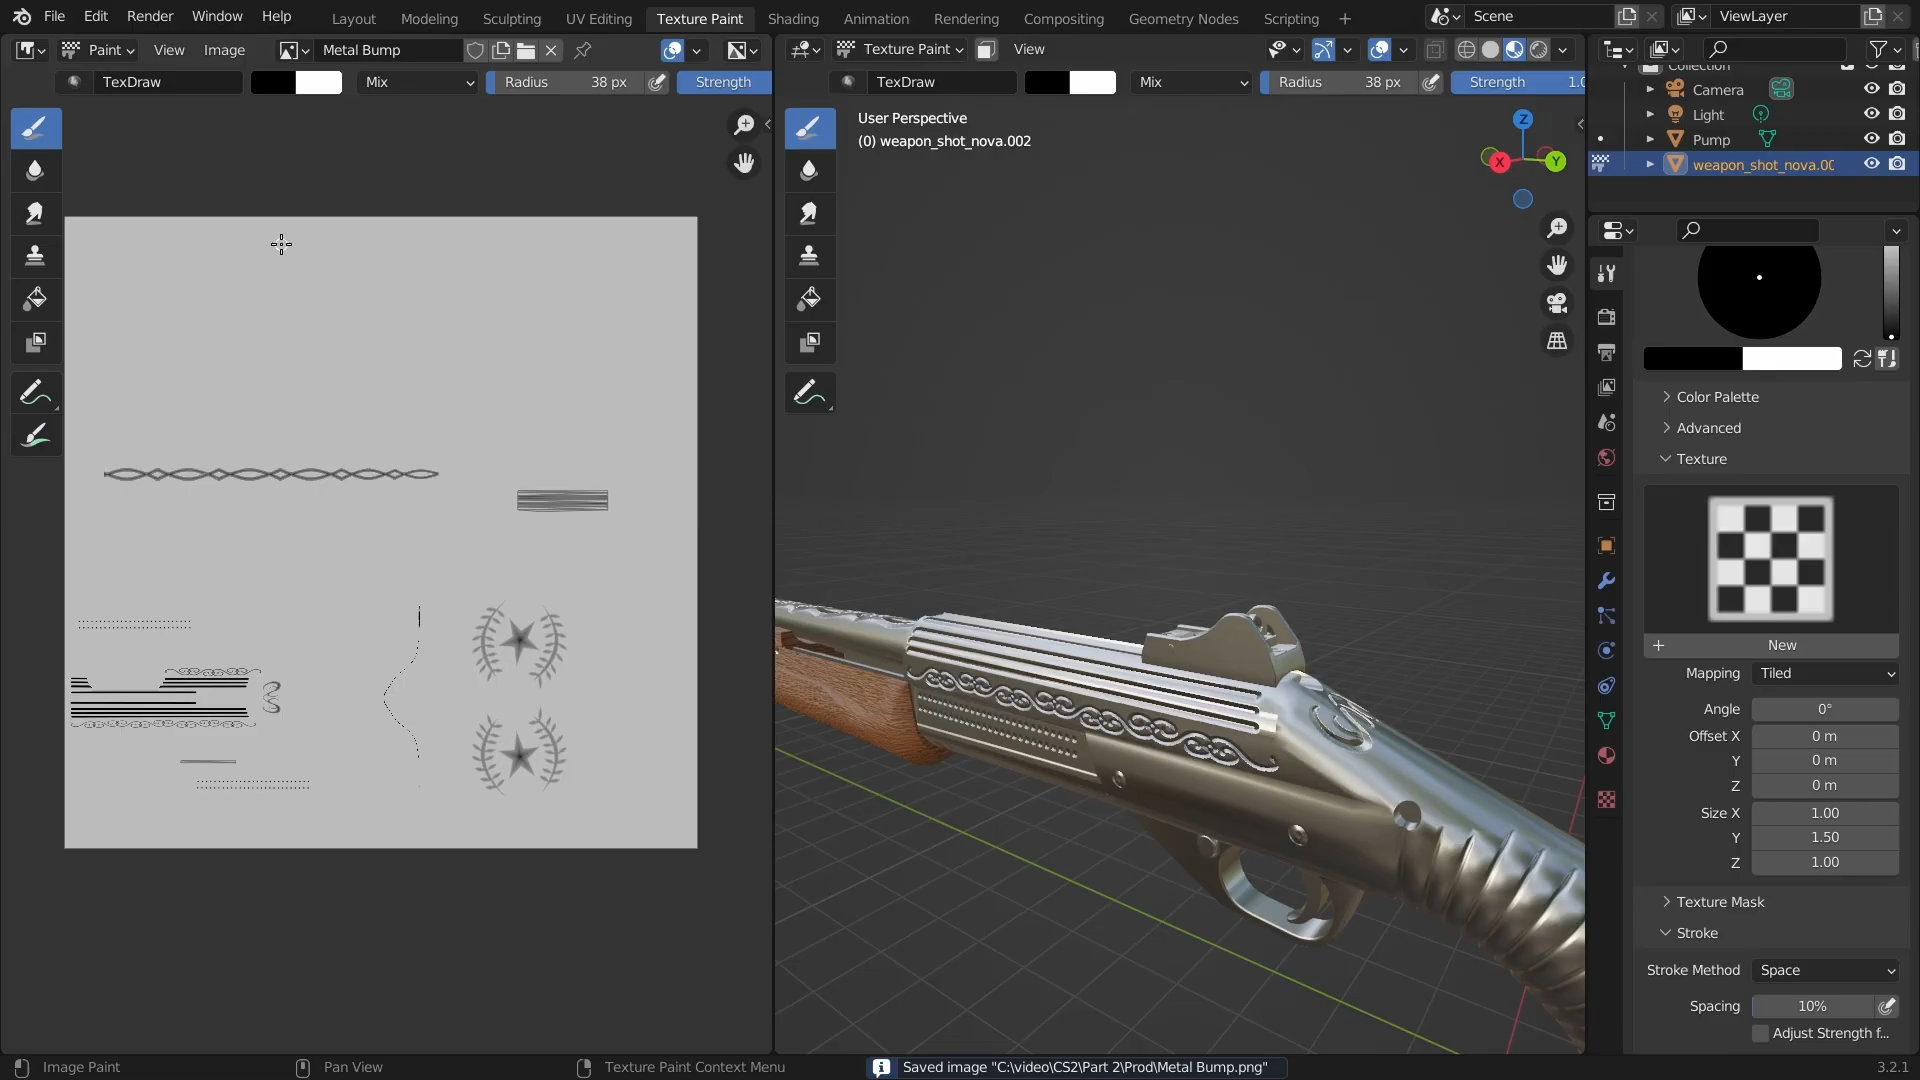 File Edit Render Window Help
Layout Modeling Sculpting UV Editing Texture Paint Shading Animation Rendering Compositing Geometry Nodes Scripting
Scene
ViewLayer
Paint View Image Metal Bump
Texture Paint View
TexDraw Mix Radius 38 px Strength
TexDraw Mix Radius 38 px Strength 1.0
User Perspective
(0) weapon_shot_nova.002
Z
X
Y
Collection
Camera
Light
Pump
weapon_shot_nova.00
Color Palette
Advanced
Texture
New
Mapping Tiled
Angle 0°
Offset X 0 m
Y 0 m
Z 0 m
Size X 1.00
Y 1.50
Z 1.00
Texture Mask
Stroke
Stroke Method Space
Spacing 10%
Adjust Strength f...
Image Paint
Pan View
Texture Paint Context Menu
Saved image "C:\video\CS2\Part 2\Prod\Metal Bump.png"
3.2.1